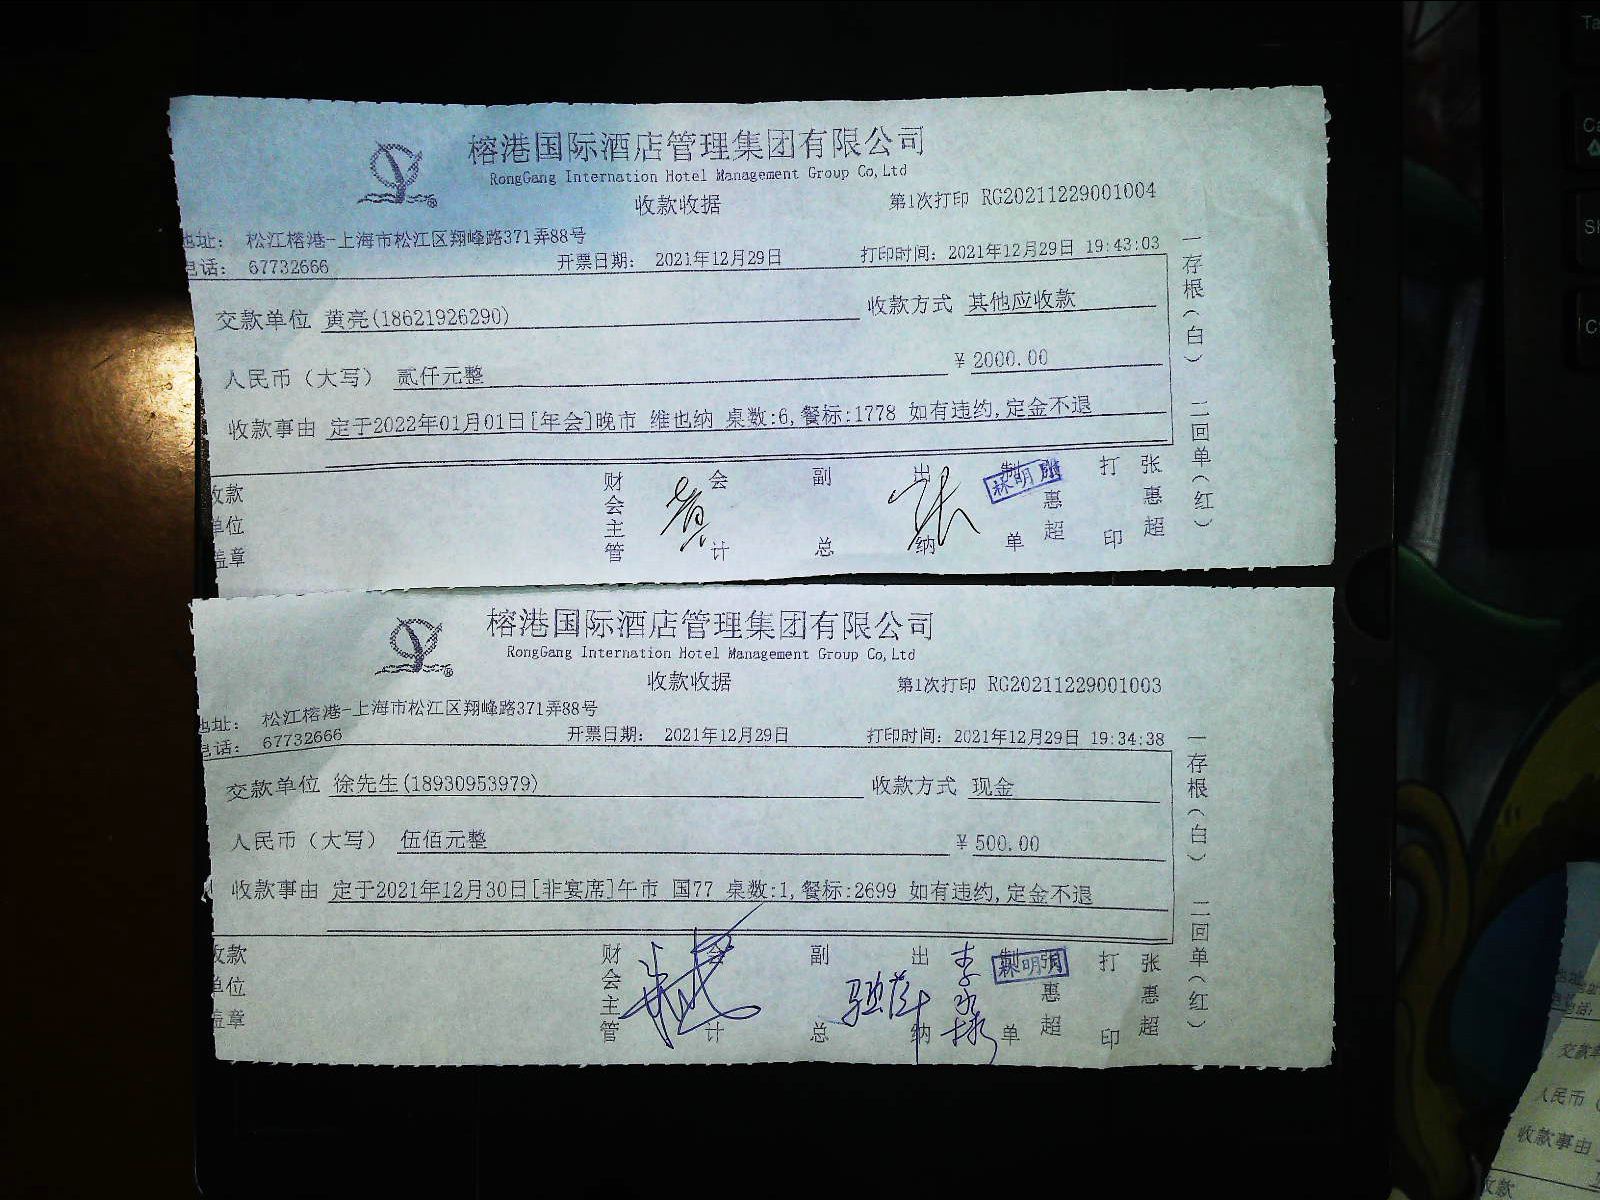 榕港国际酒店管理集团有限公司
RongGang Internation Hotel Management Group Co,Ltd
收款收据
第1次打印 RG20211229001004
地址: 松江榕港-上海市松江区翔峰路371弄88号
电话: 67732666
开票日期: 2021年12月29日
打印时间: 2021年12月29日 19:43:03
交款单位 黄亮(18621926290)
收款方式 其他应收款
人民币(大写) 贰仟元整
¥ 2000.00
收款事由 定于2022年01月01日[年会]晚市 维也纳 桌数:6,餐标:1778 如有违约,定金不退
收款单位盖章
财会主管
会计
副总
出纳
制单
张惠超
打印
张惠超
一存根(白)
二回单(红)
榕港国际酒店管理集团有限公司
RongGang Internation Hotel Management Group Co,Ltd
收款收据
第1次打印 RG20211229001003
地址: 松江榕港-上海市松江区翔峰路371弄88号
电话: 67732666
开票日期: 2021年12月29日
打印时间: 2021年12月29日 19:34:38
交款单位 徐先生(18930953979)
收款方式 现金
人民币(大写) 伍佰元整
¥ 500.00
收款事由 定于2021年12月30日[非宴席]午市 国77 桌数:1,餐标:2699 如有违约,定金不退
收款单位盖章
财会主管
会计
副总
出纳
制单
张惠超
打印
张惠超
一存根(白)
二回单(红)
交款
人民币(
收款事由
收款